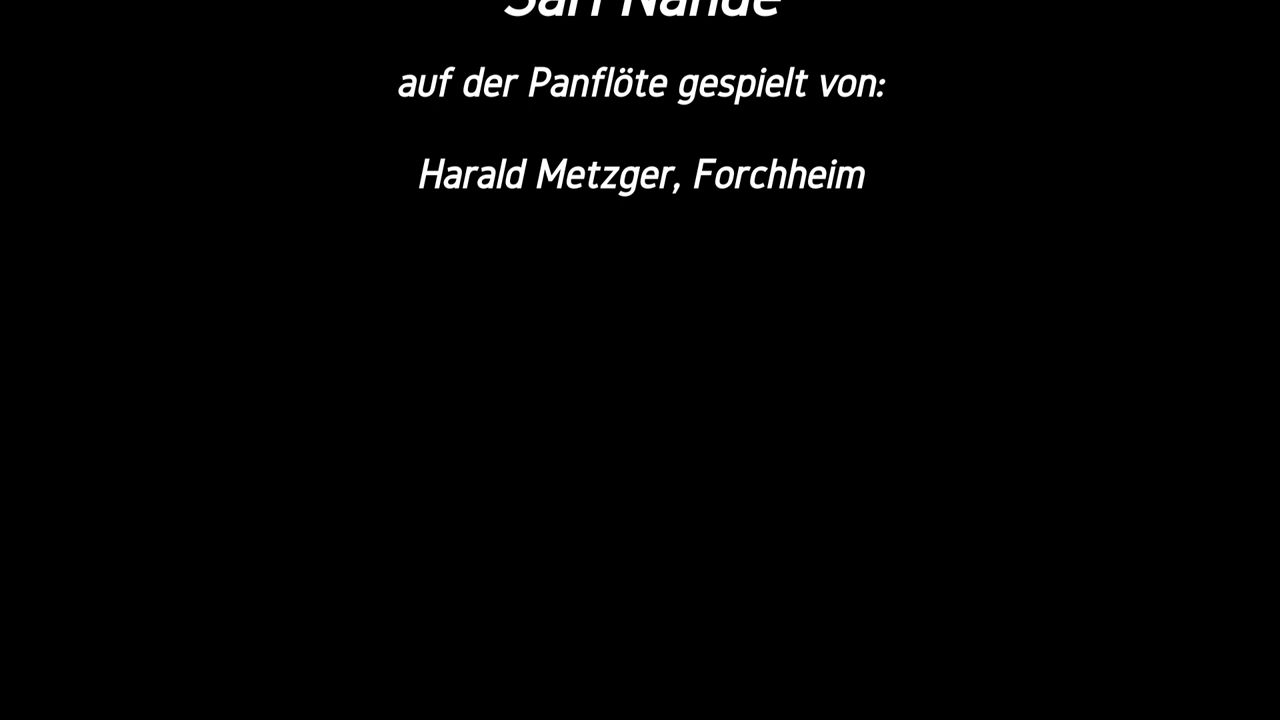 auf der Panflöte gespielt von:
Harald Metzger, Forchheim